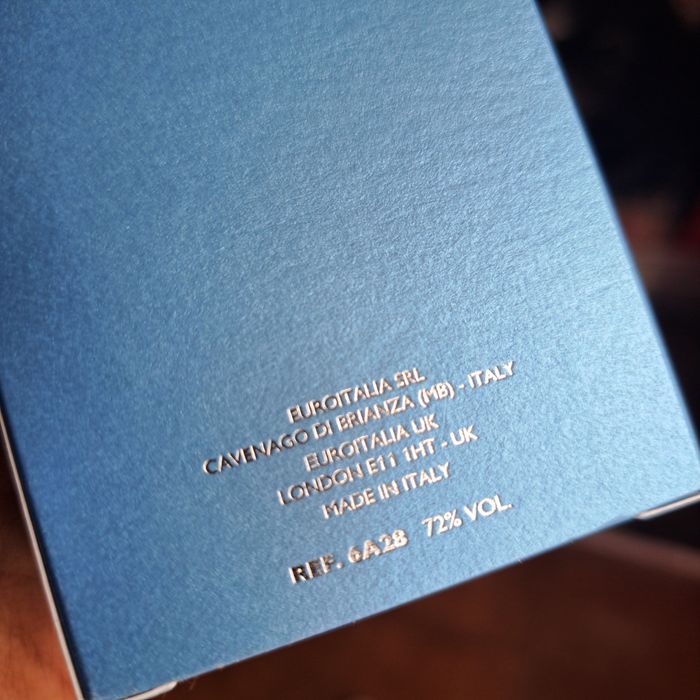 EUROITALIA SRL
CAVENAGO DI BRIANZA (MB) - ITALY
EUROITALIA UK
LONDON E11 1HT - UK
MADE IN ITALY
REF. 6A28 72% VOL.